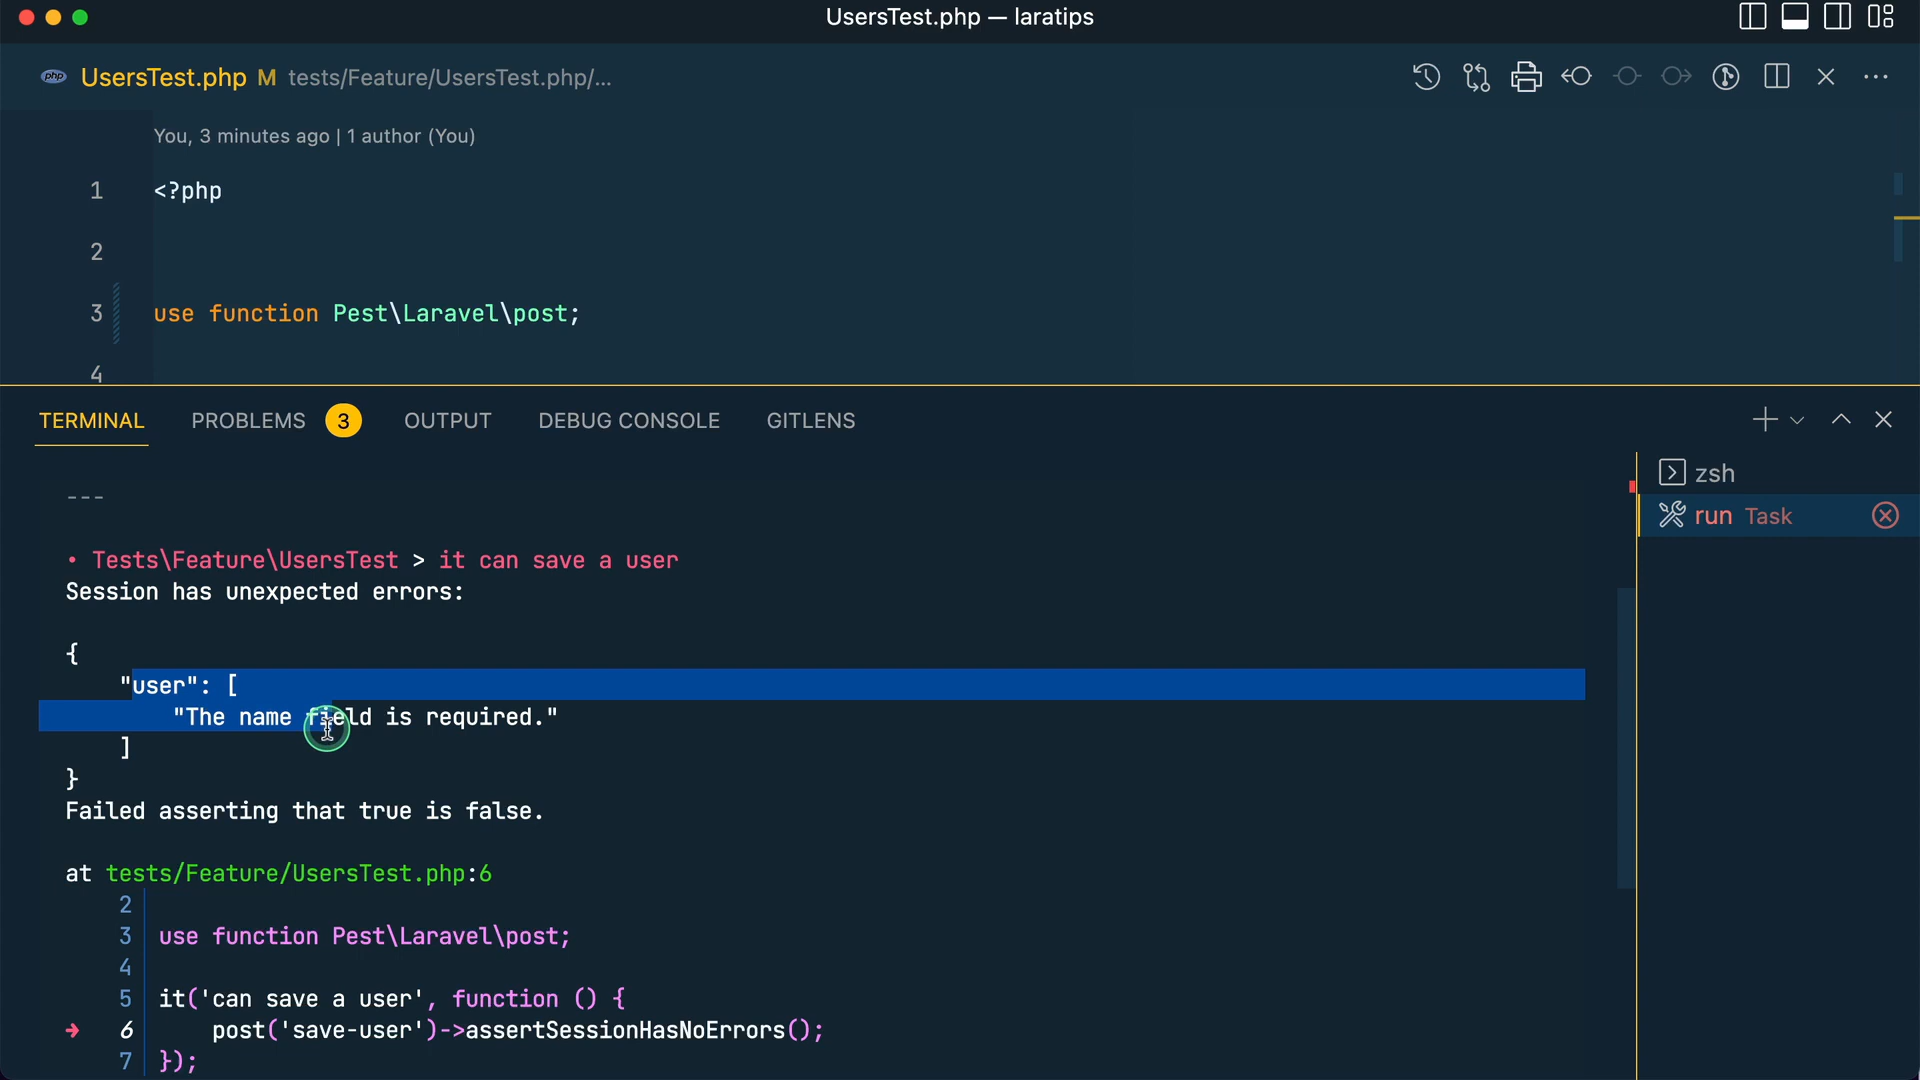 UsersTest.php — laratips
php UsersTest.php M tests/Feature/UsersTest.php/...
You, 3 minutes ago | 1 author (You)
1 <?php
2
3 use function Pest\Laravel\post;
4
TERMINAL PROBLEMS 3 OUTPUT DEBUG CONSOLE GITLENS
zsh
run Task
---
• Tests\Feature\UsersTest > it can save a user
Session has unexpected errors:
{
"user": [
"The name field is required."
]
}
Failed asserting that true is false.
at tests/Feature/UsersTest.php:6
2
3 use function Pest\Laravel\post;
4
5 it('can save a user', function () {
➜ 6 post('save-user')->assertSessionHasNoErrors();
7 });